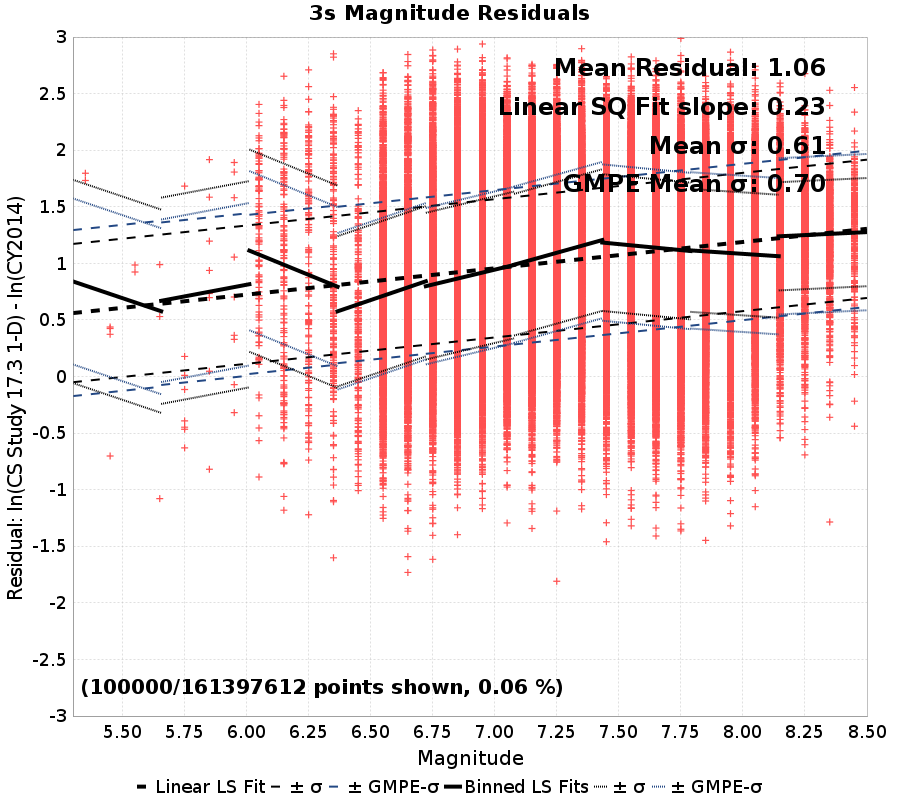 3s Magnitude Residuals
Mean Residual: 1.06
Linear SQ Fit slope: 0.23
Mean σ: 0.61
GMPE Mean σ: 0.70
Residual: ln(CS Study 17.3 1-D) - ln(CY2014)
3
2.5
2
1.5
1
0.5
0
-0.5
-1
-1.5
-2
-2.5
-3
(100000/161397612 points shown, 0.06 %)
5.50 5.75 6.00 6.25 6.50 6.75 7.00 7.25 7.50 7.75 8.00 8.25 8.50
Magnitude
Linear LS Fit ± σ ± GMPE-σ Binned LS Fits ± σ ± GMPE-σ